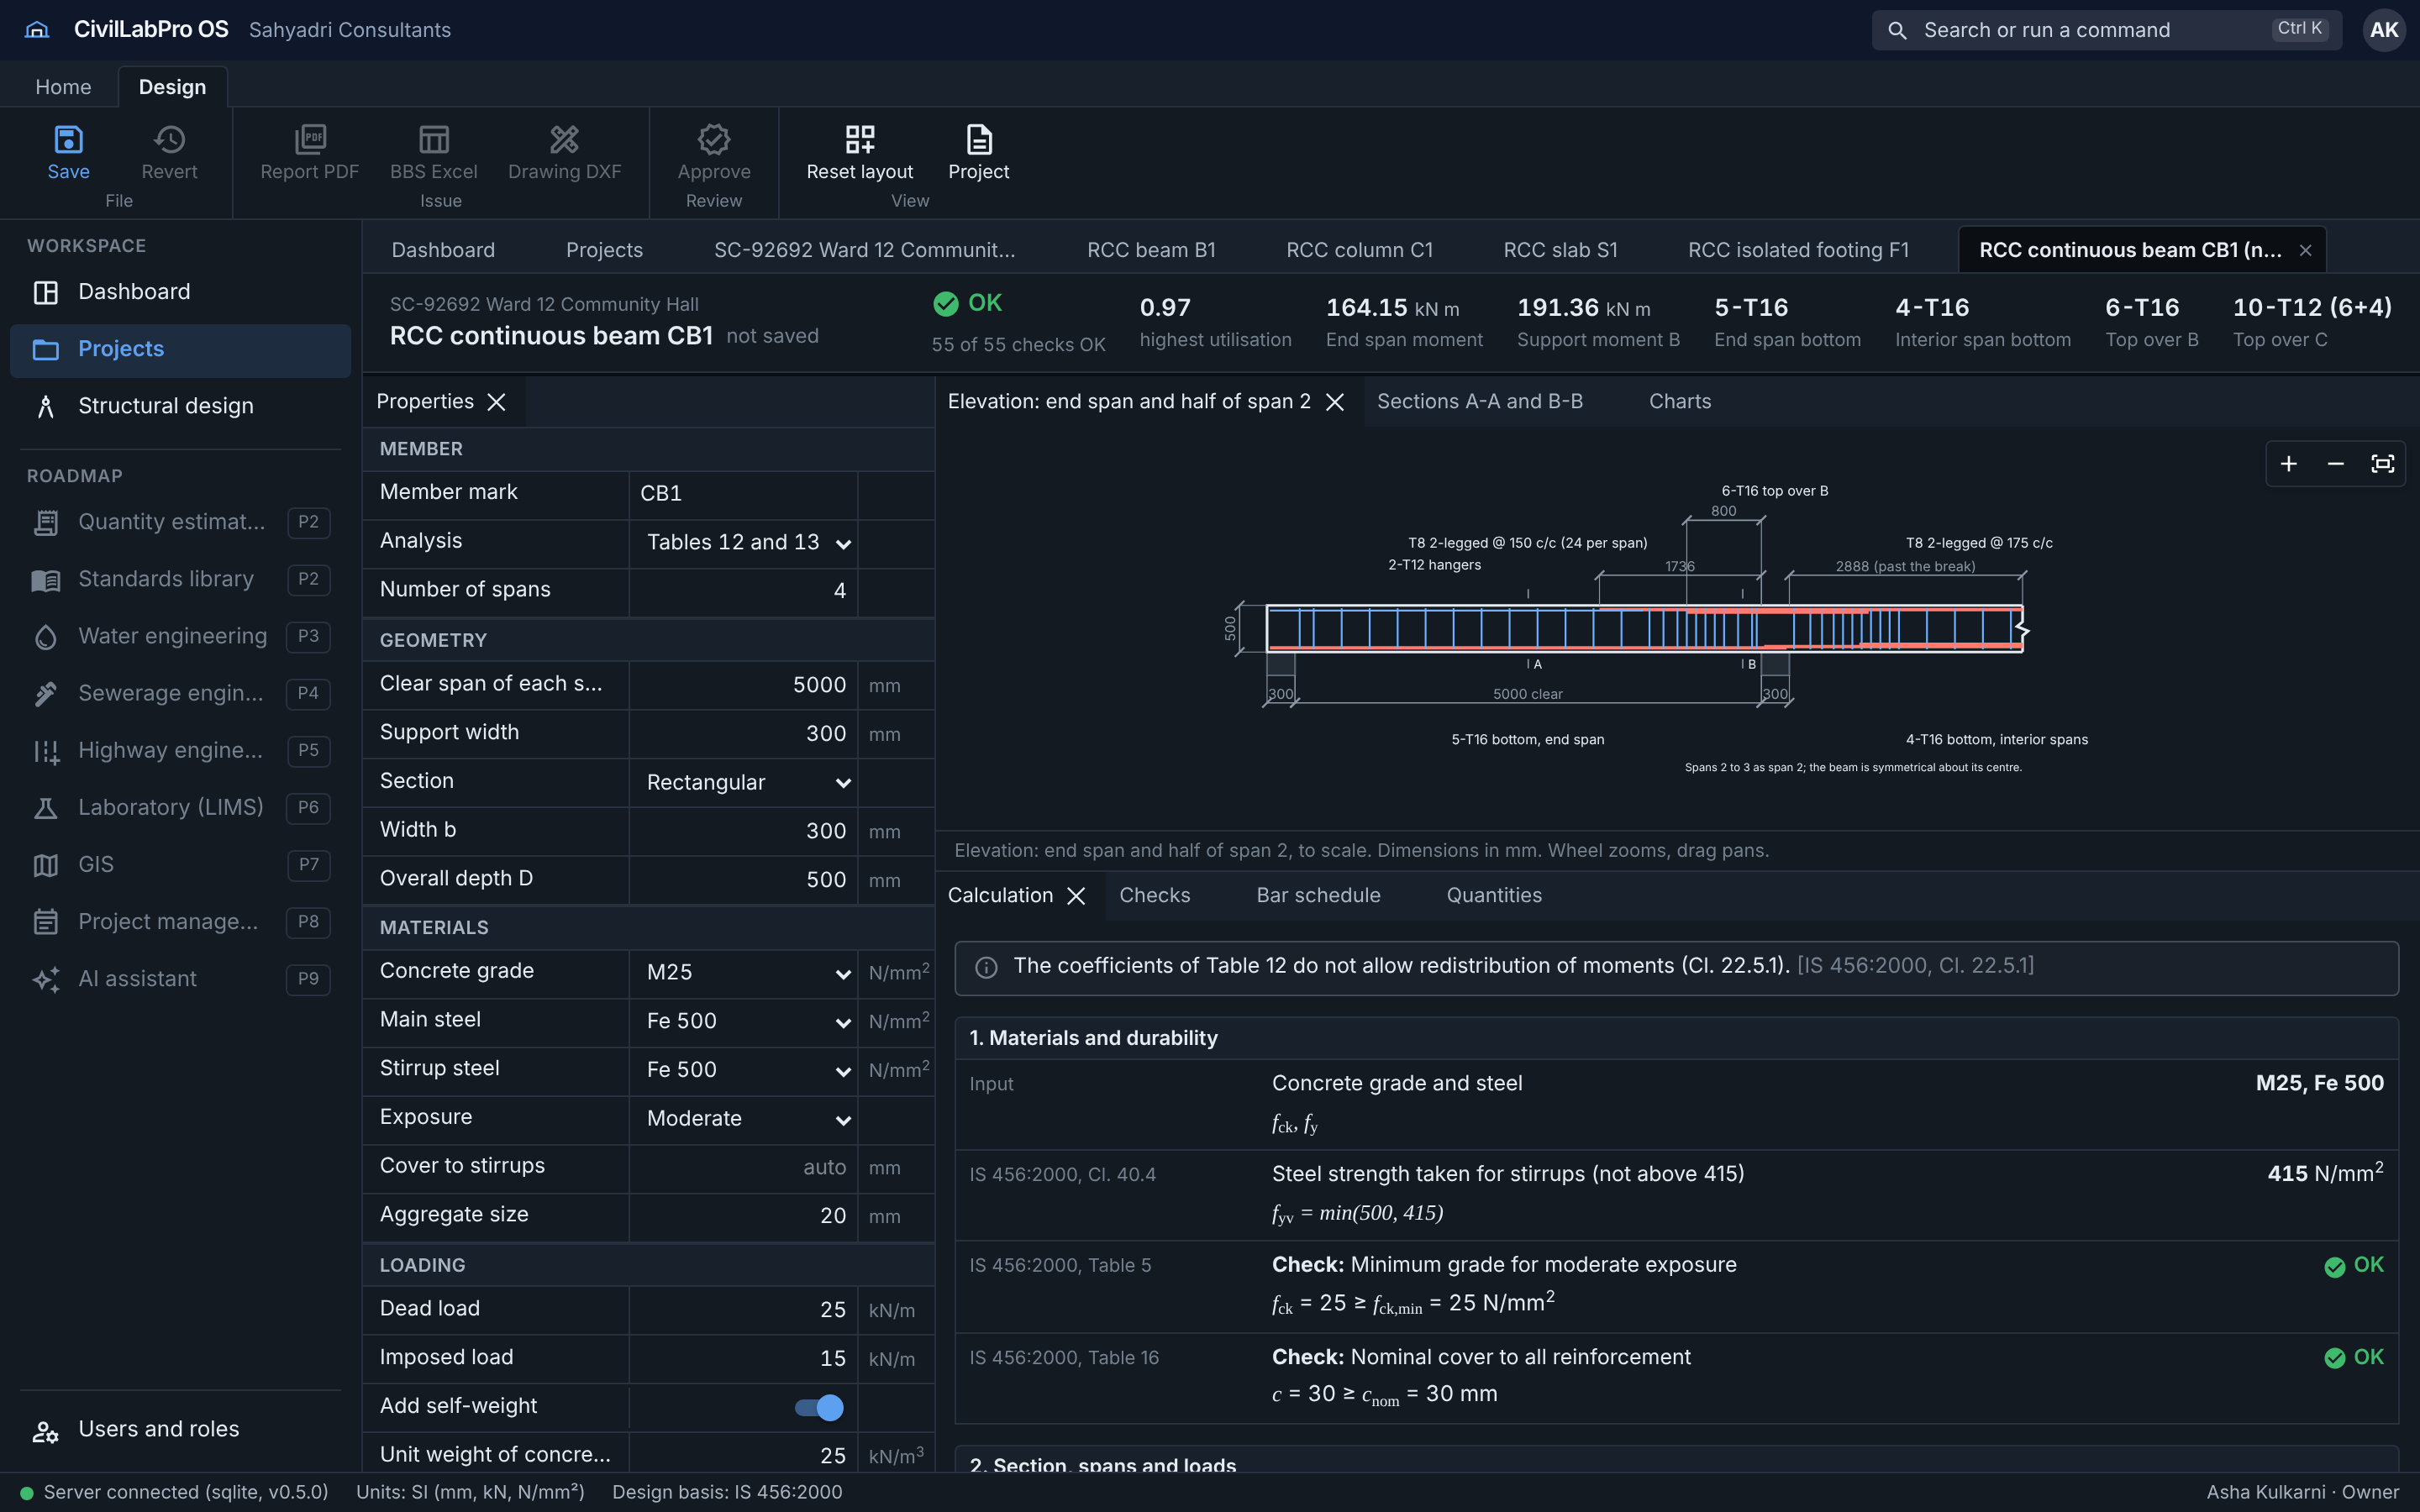 CivilLabPro OS Sahyadri Consultants Search or run a command Ctrl K AK
Home Design
Save Revert Report PDF BBS Excel Drawing DXF Approve Reset layout Project
File Issue Review View
WORKSPACE
Dashboard
Projects
Structural design
ROADMAP
Quantity estimat... P2
Standards library P2
Water engineering P3
Sewerage engin... P4
Highway engine... P5
Laboratory (LIMS) P6
GIS P7
Project manage... P8
AI assistant P9
Users and roles
Dashboard Projects SC-92692 Ward 12 Communit... RCC beam B1 RCC column C1 RCC slab S1 RCC isolated footing F1 RCC continuous beam CB1 (n...
SC-92692 Ward 12 Community Hall
RCC continuous beam CB1 not saved
OK 0.97 164.15 kN m 191.36 kN m 5-T16 4-T16 6-T16 10-T12 (6+4)
55 of 55 checks OK highest utilisation End span moment Support moment B End span bottom Interior span bottom Top over B Top over C
Properties
MEMBER
Member mark CB1
Analysis Tables 12 and 13
Number of spans 4
GEOMETRY
Clear span of each s... 5000 mm
Support width 300 mm
Section Rectangular
Width b 300 mm
Overall depth D 500 mm
MATERIALS
Concrete grade M25 N/mm²
Main steel Fe 500 N/mm²
Stirrup steel Fe 500 N/mm²
Exposure Moderate
Cover to stirrups auto mm
Aggregate size 20 mm
LOADING
Dead load 25 kN/m
Imposed load 15 kN/m
Add self-weight
Unit weight of concre... 25 kN/m³
Elevation: end span and half of span 2 Sections A-A and B-B Charts
6-T16 top over B
800
T8 2-legged @ 150 c/c (24 per span) T8 2-legged @ 175 c/c
2-T12 hangers 1736 2888 (past the break)
500
A B
300 5000 clear 300
5-T16 bottom, end span 4-T16 bottom, interior spans
Spans 2 to 3 as span 2; the beam is symmetrical about its centre.
Elevation: end span and half of span 2, to scale. Dimensions in mm. Wheel zooms, drag pans.
Calculation Checks Bar schedule Quantities
The coefficients of Table 12 do not allow redistribution of moments (Cl. 22.5.1). [IS 456:2000, Cl. 22.5.1]
1. Materials and durability
Input Concrete grade and steel M25, Fe 500
fck, fy
IS 456:2000, Cl. 40.4 Steel strength taken for stirrups (not above 415) 415 N/mm²
fyv = min(500, 415)
IS 456:2000, Table 5 Check: Minimum grade for moderate exposure OK
fck = 25 ≥ fck,min = 25 N/mm²
IS 456:2000, Table 16 Check: Nominal cover to all reinforcement OK
c = 30 ≥ cnom = 30 mm
2. Section, spans and loads
Server connected (sqlite, v0.5.0) Units: SI (mm, kN, N/mm²) Design basis: IS 456:2000 Asha Kulkarni · Owner